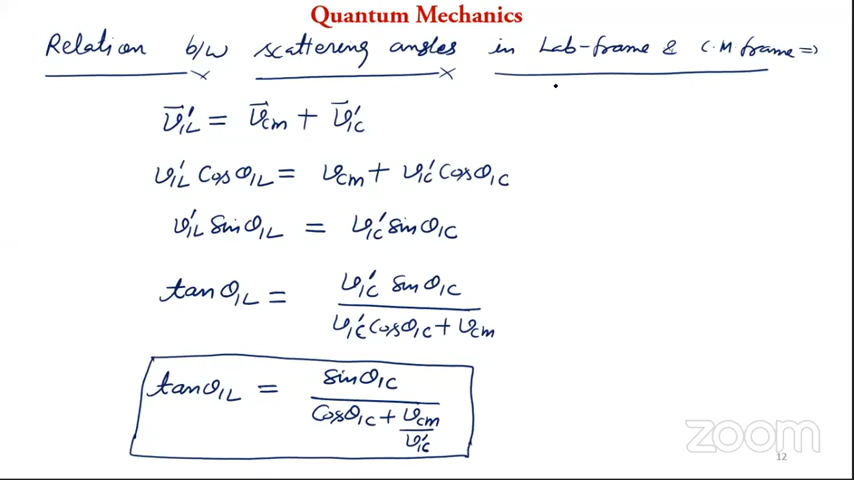 Quantum Mechanics
Relation b/w scattering angles in Lab-frame & C.M. frame ⇒
v̄'₁L = v̄cm + v̄'₁c
v'₁L Cosθ₁L = vcm + v'₁c Cosθ₁c
v'₁L Sinθ₁L = v'₁c sinθ₁c
tanθ₁L = v'₁c sinθ₁c / (v'₁c Cosθ₁c + vcm)
tanθ₁L = sinθ₁c / (Cosθ₁c + vcm/v'₁c)
zoom
12